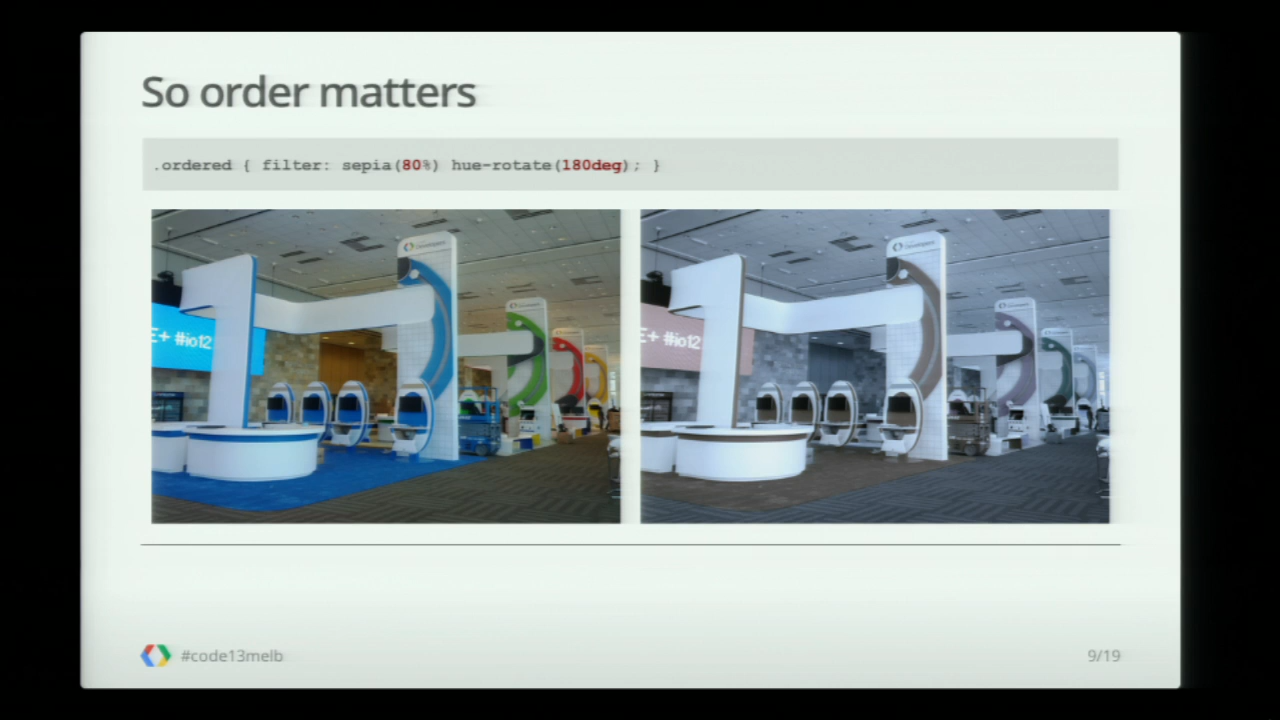 So order matters
.ordered { filter: sepia(80%) hue-rotate(180deg); }
E+ #io12
E+ #io12
#code13melb
9/19